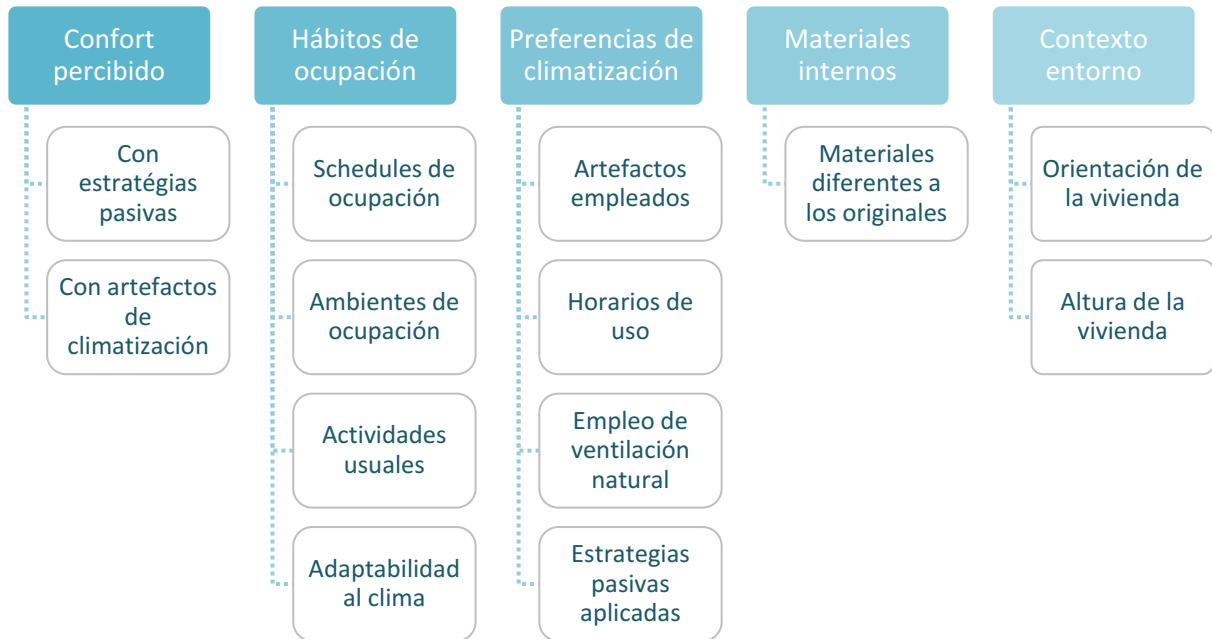 Confort
percibido
Con
estratégias
pasivas
Con artefactos
de
climatización
Hábitos de
ocupación
Schedules de
ocupación
Ambientes de
ocupación
Actividades
usuales
Adaptabilidad
al clima
Preferencias de
climatización
Artefactos
empleados
Horarios de
uso
Empleo de
ventilación
natural
Estrategias
pasivas
aplicadas
Materiales
internos
Materiales
diferentes a
los originales
Contexto
entorno
Orientación de
la vivienda
Altura de la
vivienda